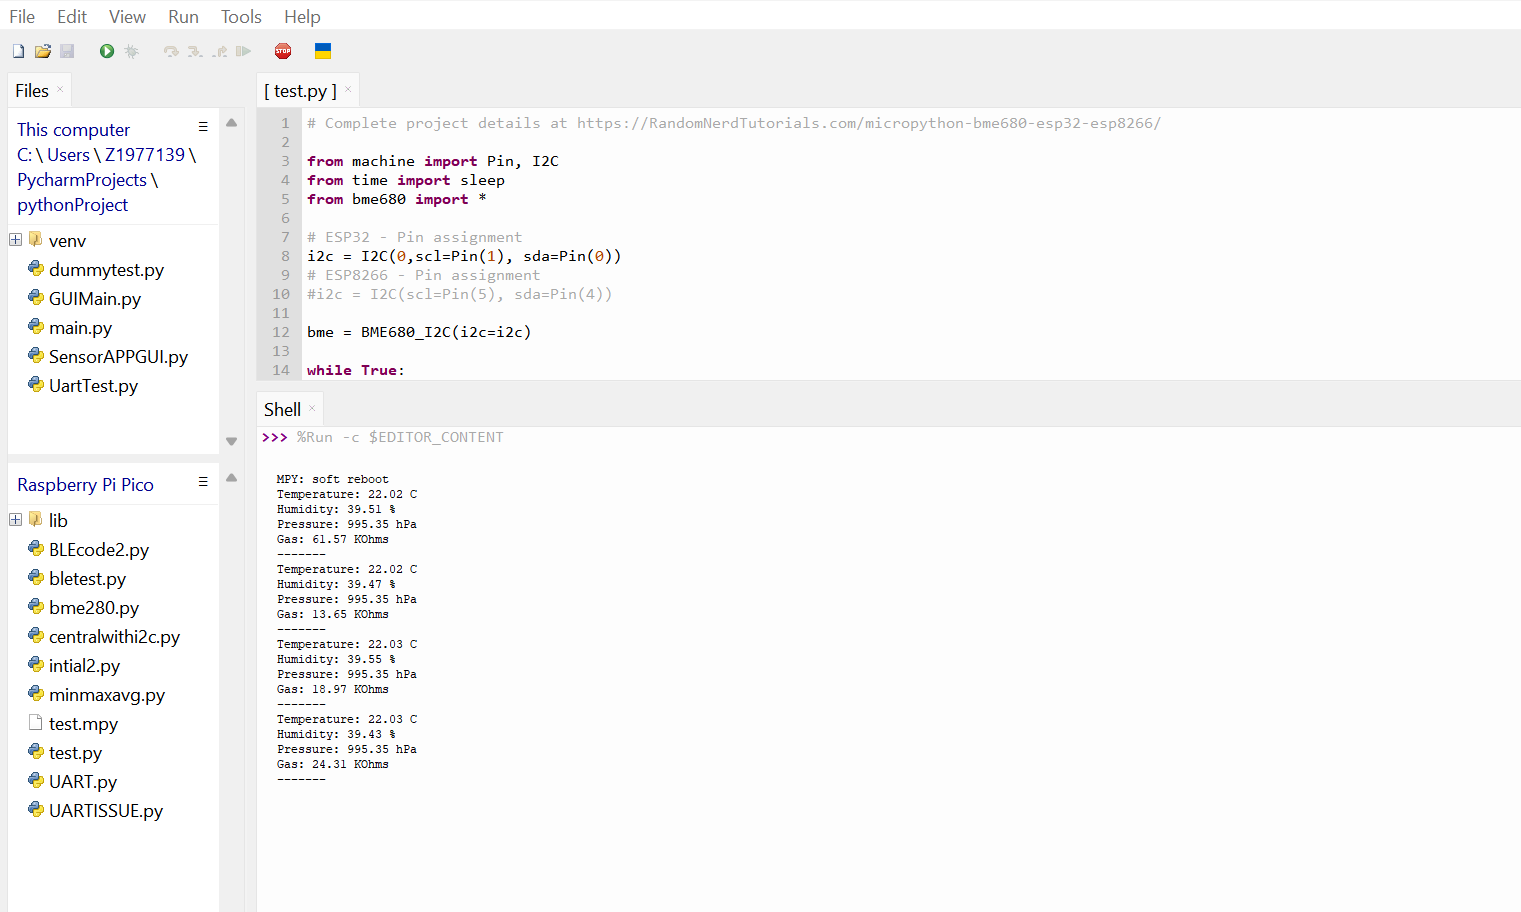 File Edit View Run Tools Help
STOP
Files ×
This computer ☰
C: \ Users \ Z1977139 \
PycharmProjects \
pythonProject
venv
dummytest.py
GUIMain.py
main.py
SensorAPPGUI.py
UartTest.py
Raspberry Pi Pico ☰
lib
BLEcode2.py
bletest.py
bme280.py
centralwithi2c.py
intial2.py
minmaxavg.py
test.mpy
test.py
UART.py
UARTISSUE.py
[ test.py ] ×
1 # Complete project details at https://RandomNerdTutorials.com/micropython-bme680-esp32-esp8266/
2
3 from machine import Pin, I2C
4 from time import sleep
5 from bme680 import *
6
7 # ESP32 - Pin assignment
8 i2c = I2C(0,scl=Pin(1), sda=Pin(0))
9 # ESP8266 - Pin assignment
10 #i2c = I2C(scl=Pin(5), sda=Pin(4))
11
12 bme = BME680_I2C(i2c=i2c)
13
14 while True:
Shell ×
>>> %Run -c $EDITOR_CONTENT
MPY: soft reboot
Temperature: 22.02 C
Humidity: 39.51 %
Pressure: 995.35 hPa
Gas: 61.57 KOhms
-------
Temperature: 22.02 C
Humidity: 39.47 %
Pressure: 995.35 hPa
Gas: 13.65 KOhms
-------
Temperature: 22.03 C
Humidity: 39.55 %
Pressure: 995.35 hPa
Gas: 18.97 KOhms
-------
Temperature: 22.03 C
Humidity: 39.43 %
Pressure: 995.35 hPa
Gas: 24.31 KOhms
-------